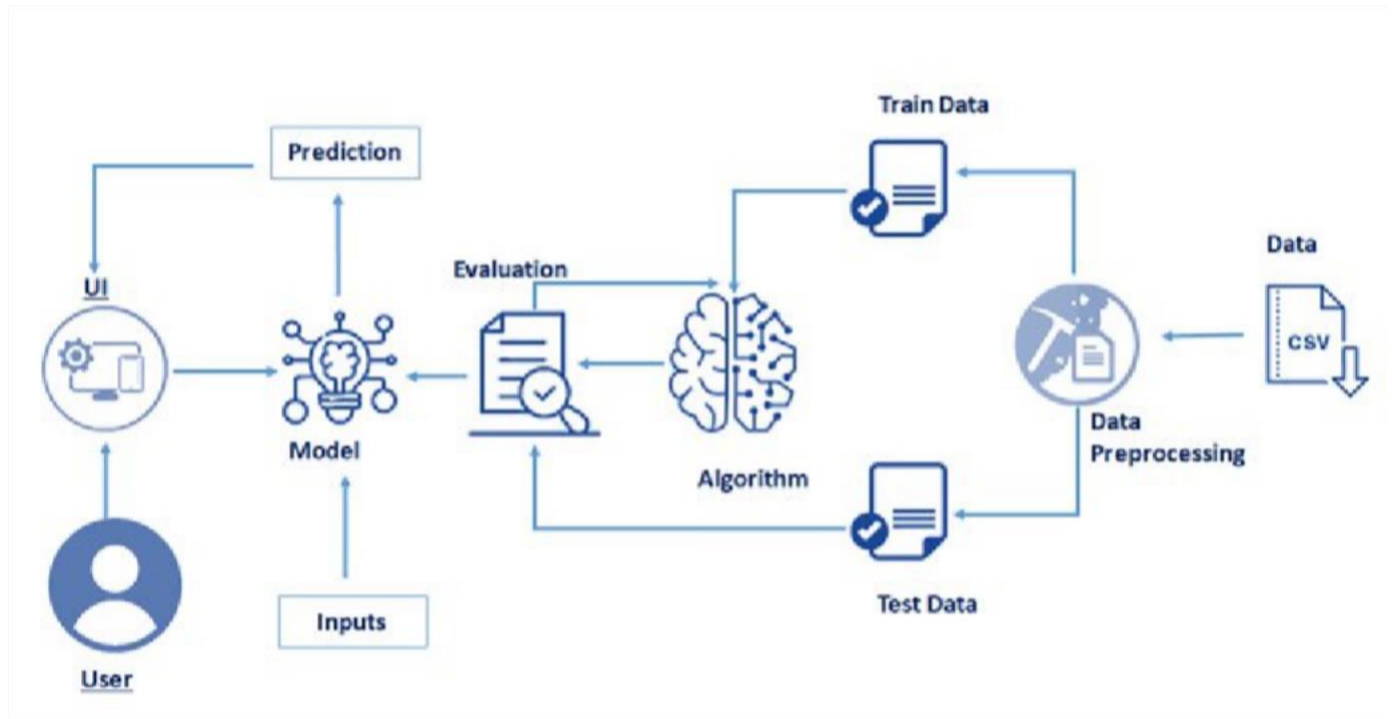 Train Data
Prediction
Data
Evaluation
UI
CSV
Data
Preprocessing
Model
Algorithm
Test Data
Inputs
User